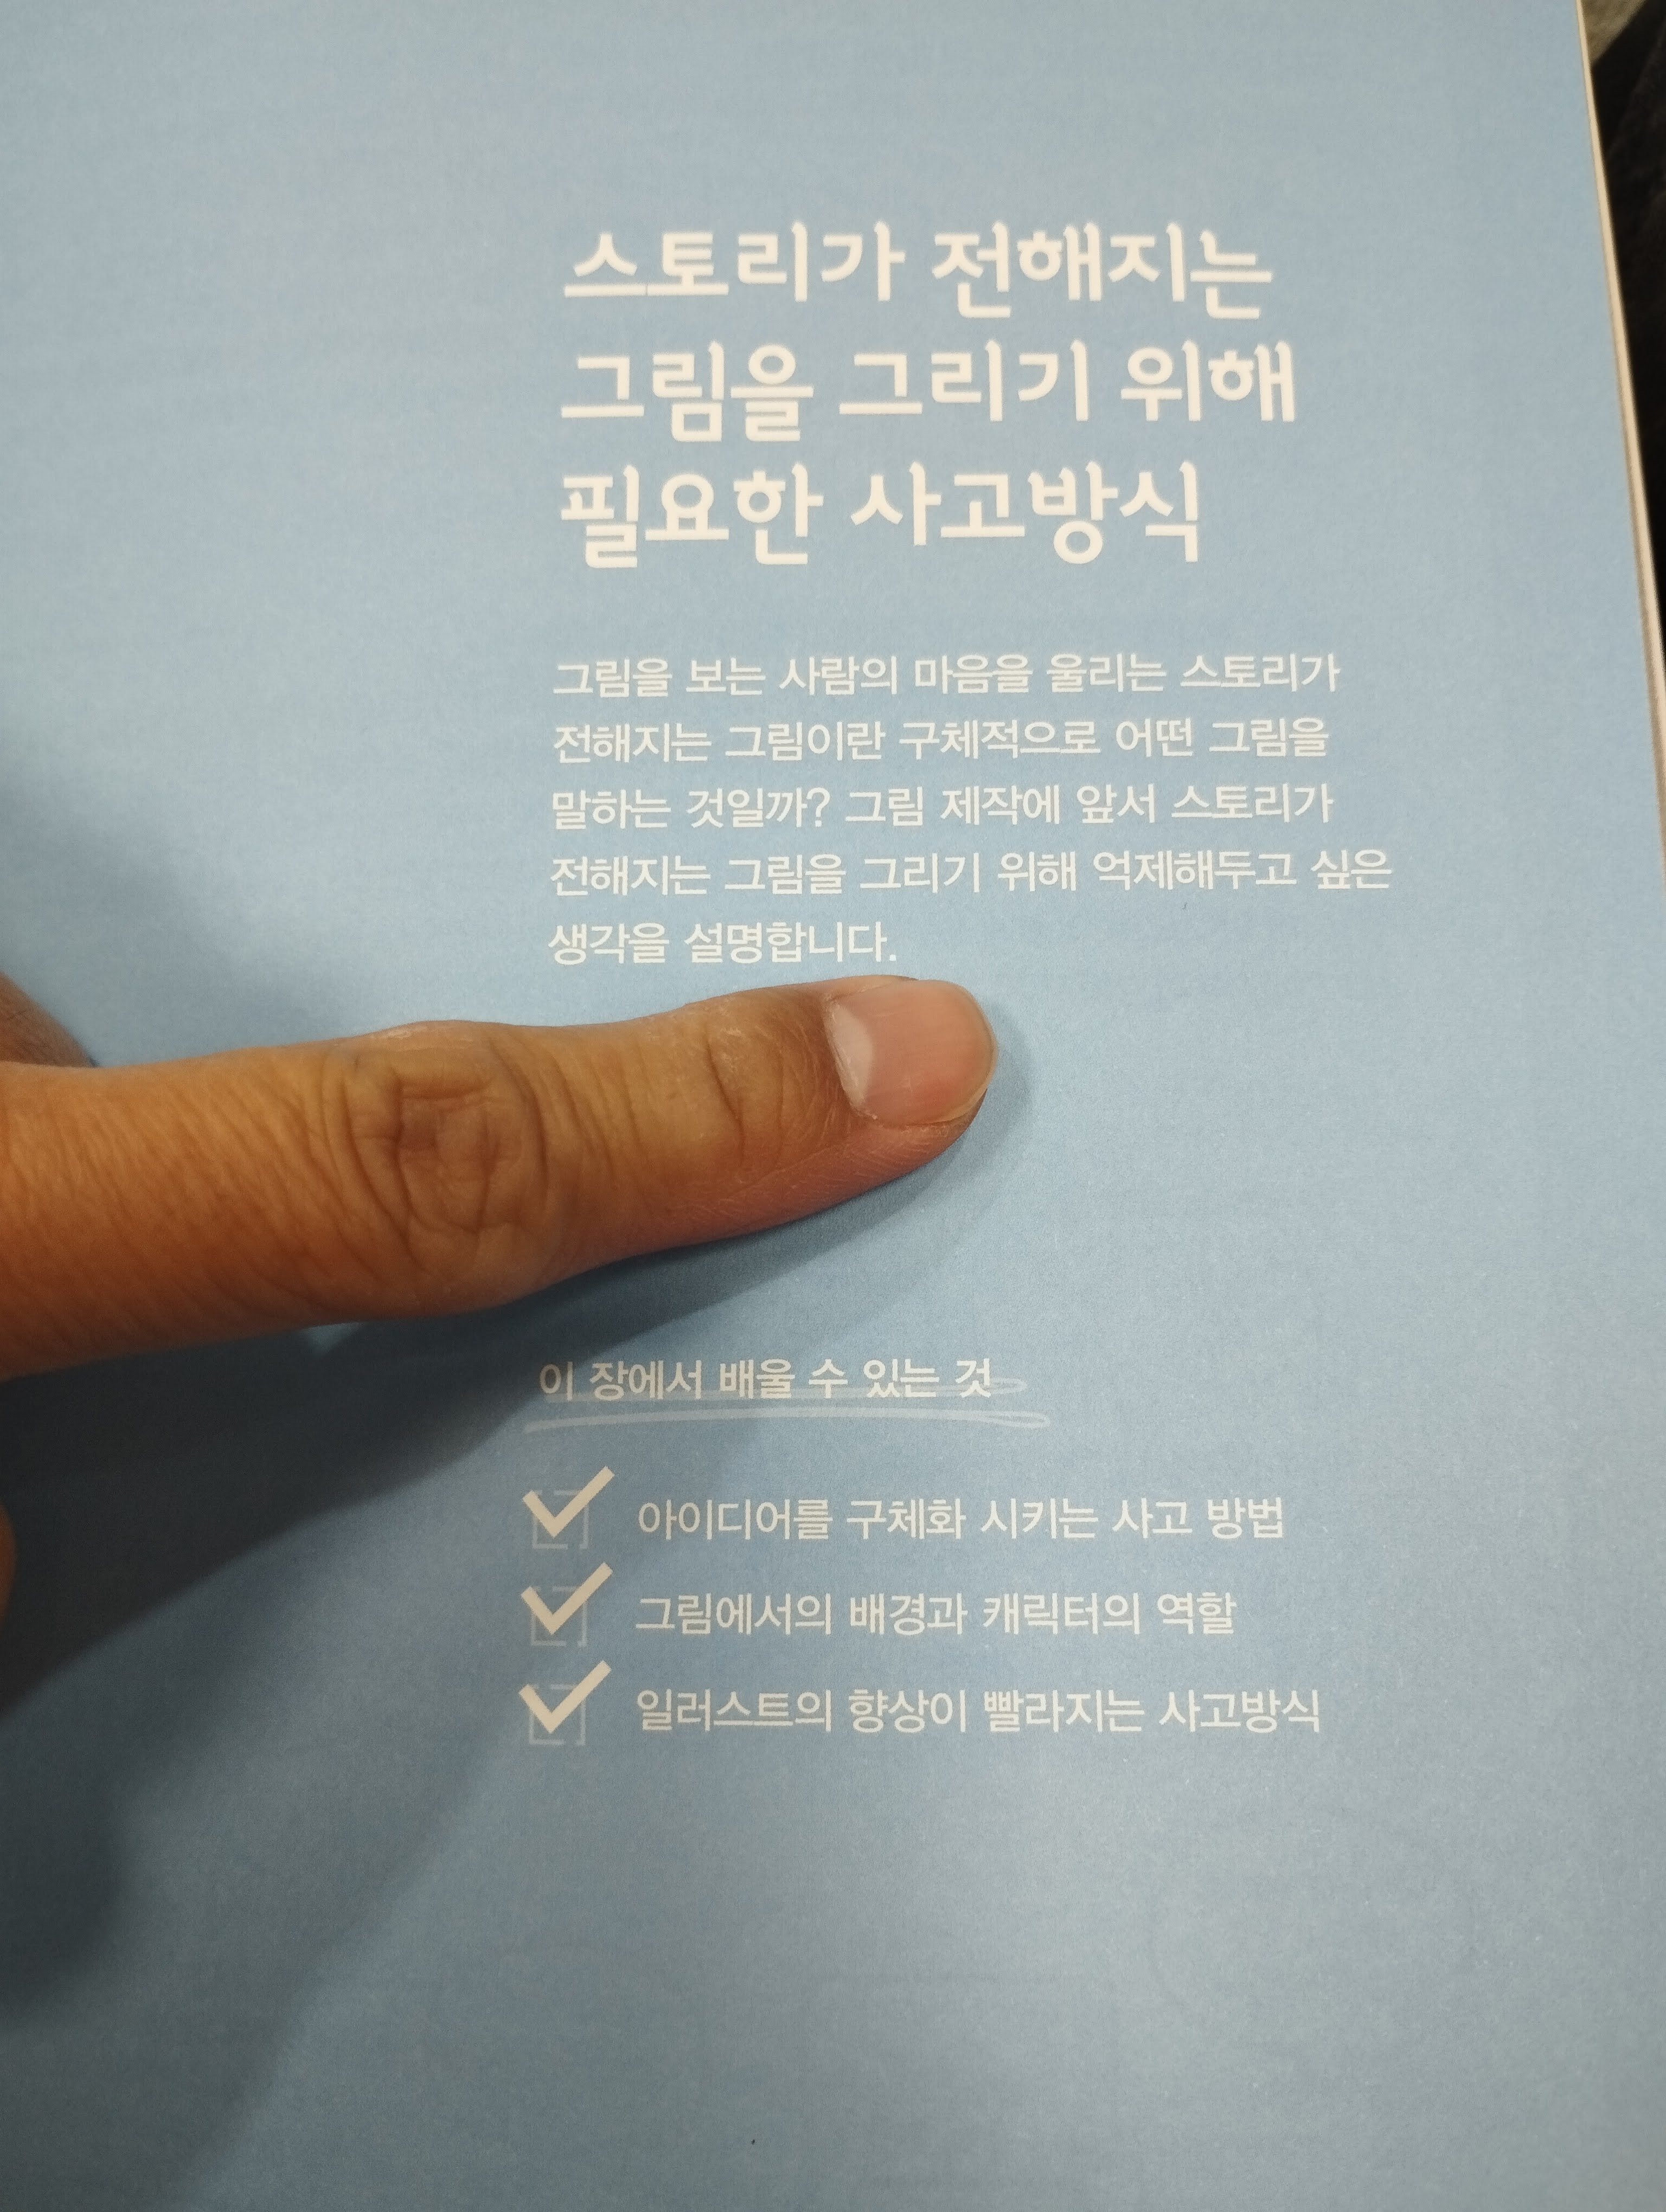 스토리가 전해지는
그림을 그리기 위해
필요한 사고방식
그림을 보는 사람의 마음을 울리는 스토리가
전해지는 그림이란 구체적으로 어떤 그림을
말하는 것일까? 그림 제작에 앞서 스토리가
전해지는 그림을 그리기 위해 억제해두고 싶은
생각을 설명합니다.
이 장에서 배울 수 있는 것
아이디어를 구체화 시키는 사고 방법
그림에서의 배경과 캐릭터의 역할
일러스트의 향상이 빨라지는 사고방식